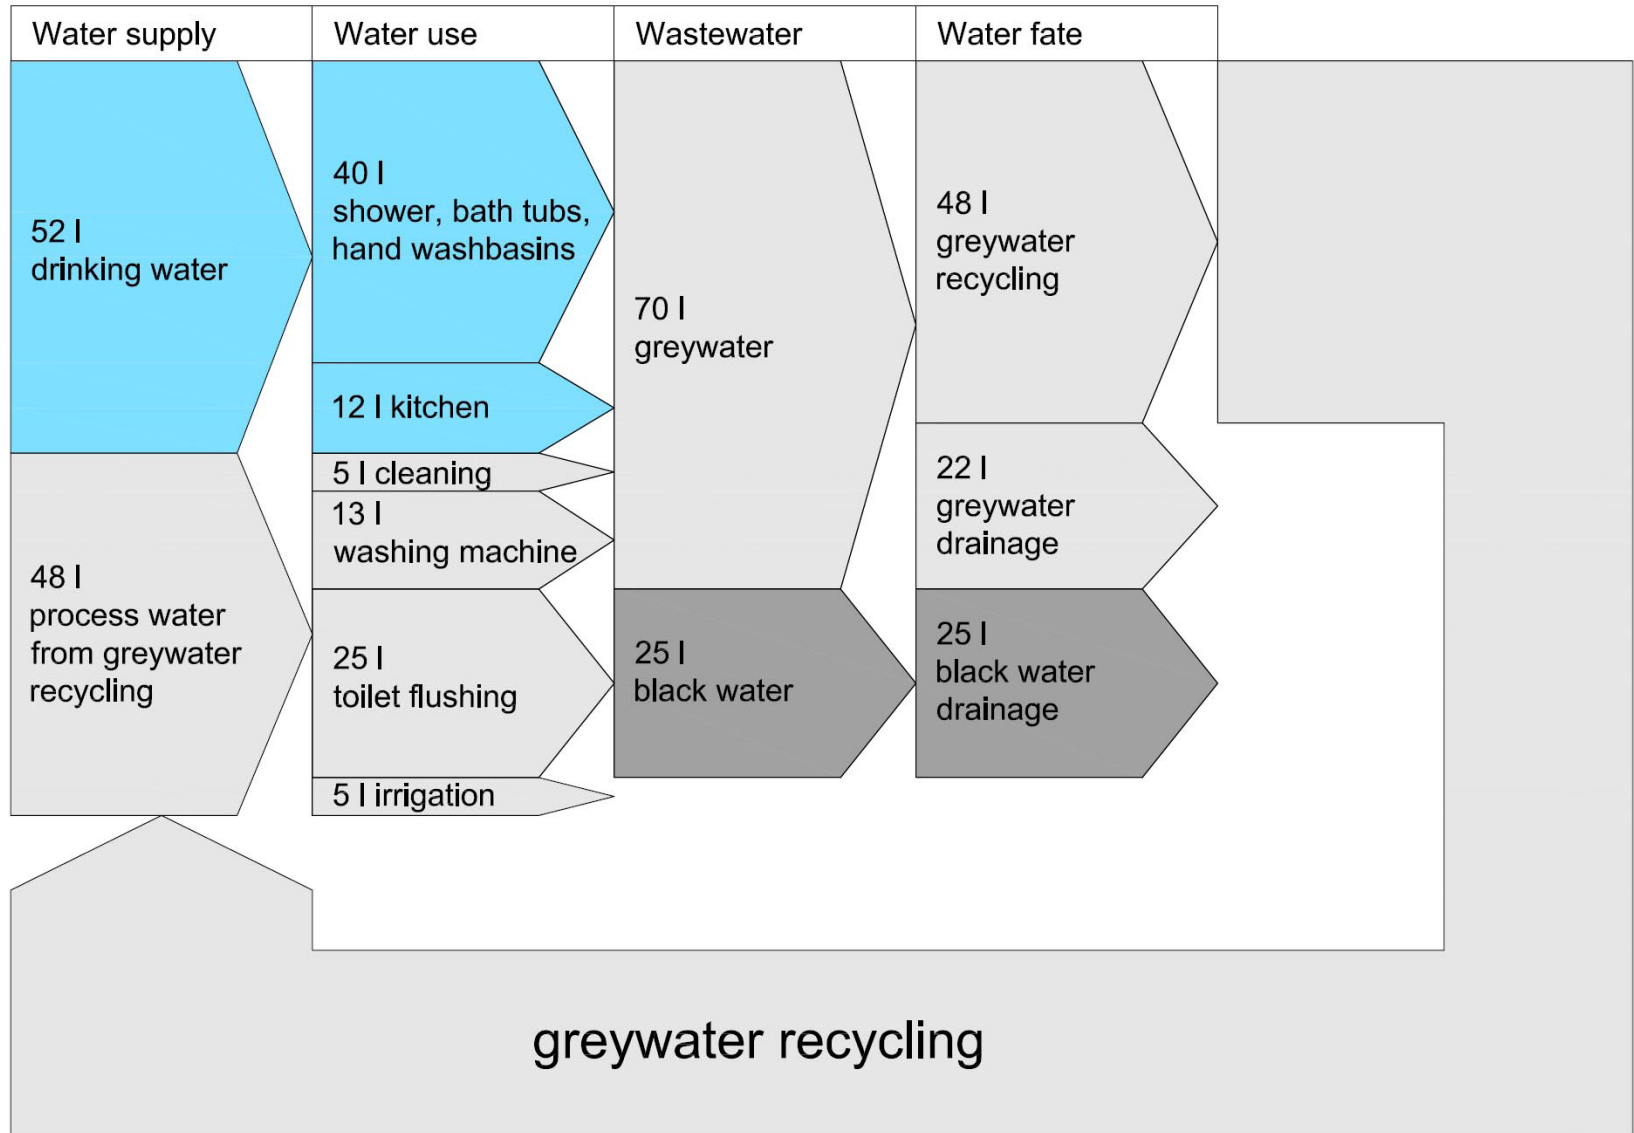 Water supply
Water use
Wastewater
Water fate
52 l
drinking water
48 l
process water
from greywater
recycling
40 l
shower, bath tubs,
hand washbasins
12 l kitchen
5 l cleaning
13 l
washing machine
25 l
toilet flushing
5 l irrigation
70 l
greywater
25 l
black water
48 l
greywater
recycling
22 l
greywater
drainage
25 l
black water
drainage
greywater recycling